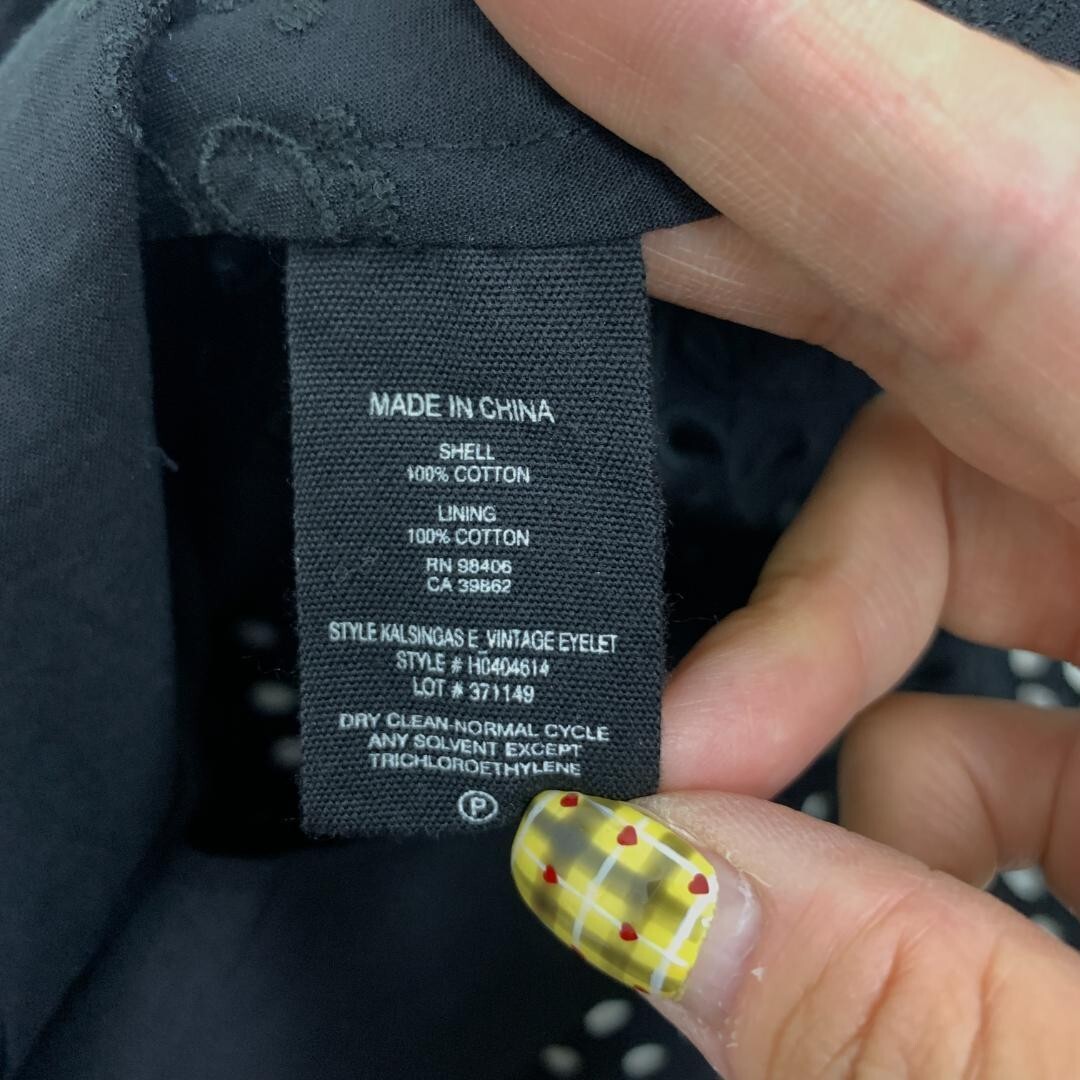 MADE IN CHINA
SHELL
100% COTTON
LINING
100% COTTON
RN 98406
CA 39862
STYLE KALSINGAS E_VINTAGE EYELET
STYLE # H0404614
LOT # 371149
DRY CLEAN-NORMAL CYCLE
ANY SOLVENT EXCEPT
TRICHLOROETHYLENE
P